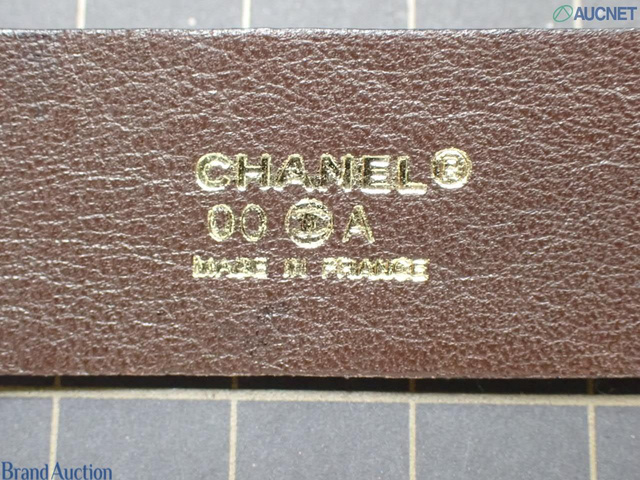 AUCNET
CHANEL®
00 A
MADE IN FRANCE
Brand Auction